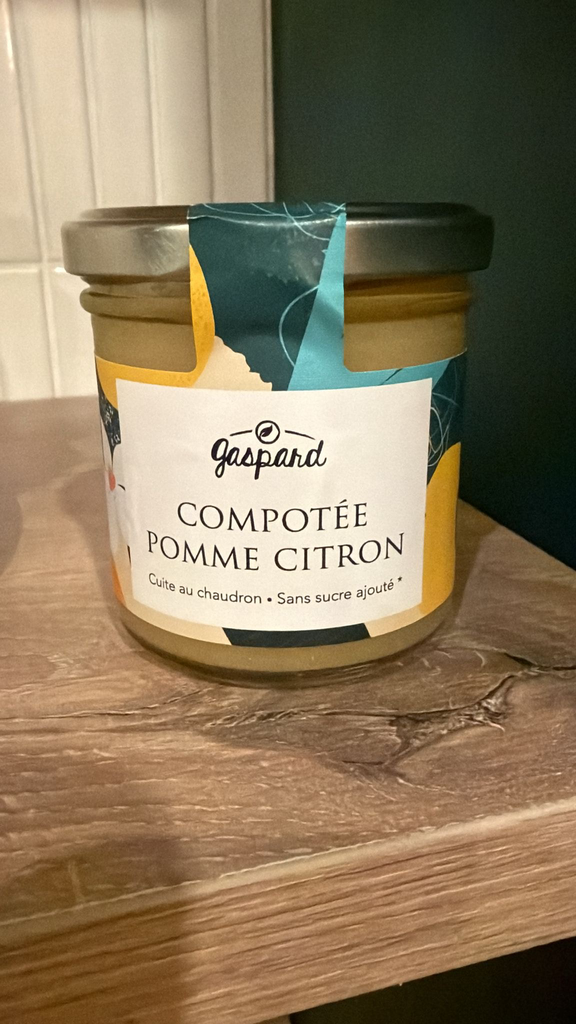 gaspard
COMPOTÉE
POMME CITRON
Cuite au chaudron • Sans sucre ajouté*